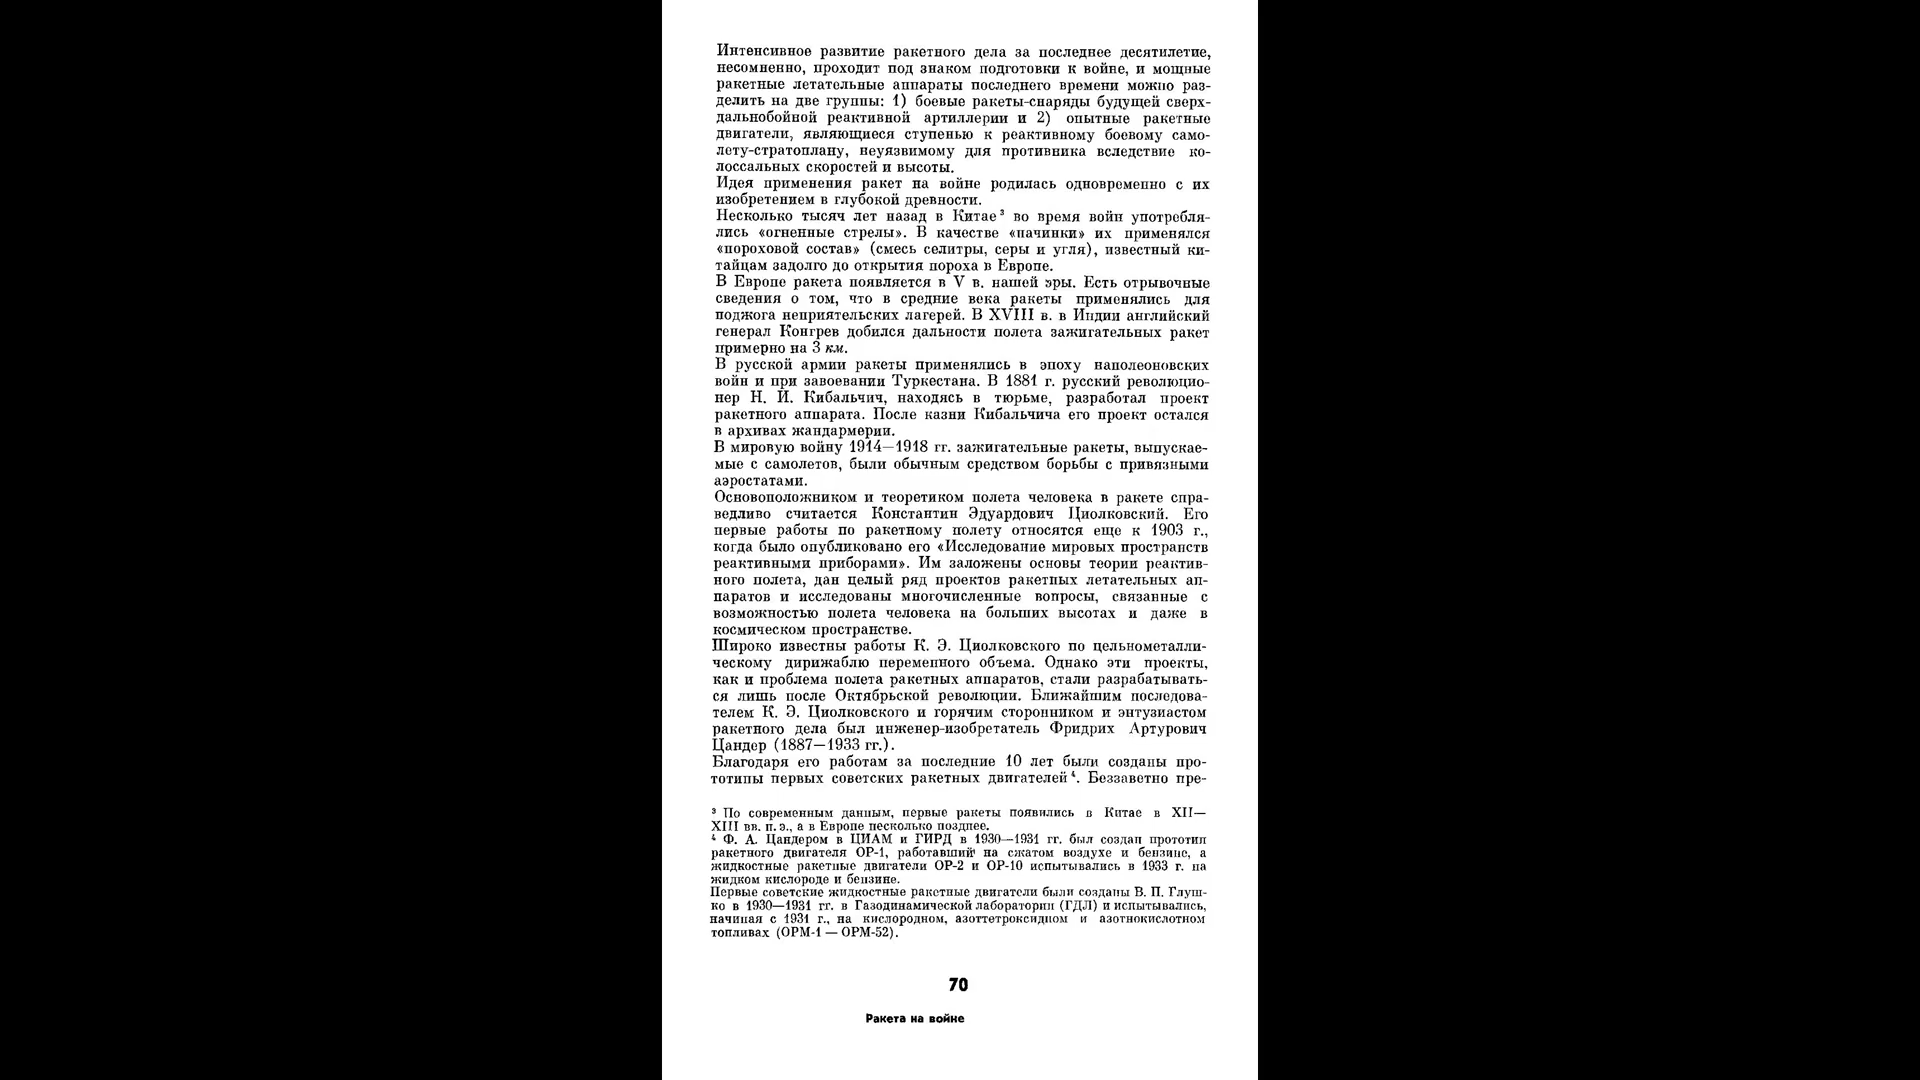 Интенсивное развитие ракетного дела за последнее десятилетие,
несомненно, проходит под знаком подготовки к войне, и мощные
ракетные летательные аппараты последнего времени можно раз-
делить на две группы: 1) боевые ракеты-снаряды будущей сверх-
дальнобойной реактивной артиллерии и 2) опытные ракетные
двигатели, являющиеся ступенью к реактивному боевому само-
лету-стратоплану, неуязвимому для противника вследствие ко-
лоссальных скоростей и высоты.
Идея применения ракет на войне родилась одновременно с их
изобретением в глубокой древности.
Несколько тысяч лет назад в Китае³ во время войн употребля-
лись «огненные стрелы». В качестве «начинки» их применялся
«пороховой состав» (смесь селитры, серы и угля), известный ки-
тайцам задолго до открытия пороха в Европе.
В Европе ракета появляется в V в. нашей эры. Есть отрывочные
сведения о том, что в средние века ракеты применялись для
поджога неприятельских лагерей. В XVIII в. в Индии английский
генерал Конгрев добился дальности полета зажигательных ракет
примерно на 3 км.
В русской армии ракеты применялись в эпоху наполеоновских
войн и при завоевании Туркестана. В 1881 г. русский революцио-
нер Н. И. Кибальчич, находясь в тюрьме, разработал проект
ракетного аппарата. После казни Кибальчича его проект остался
в архивах жандармерии.
В мировую войну 1914—1918 гг. зажигательные ракеты, выпускае-
мые с самолетов, были обычным средством борьбы с привязными
аэростатами.
Основоположником и теоретиком полета человека в ракете спра-
ведливо считается Константин Эдуардович Циолковский. Его
первые работы по ракетному полету относятся еще к 1903 г.,
когда было опубликовано его «Исследование мировых пространств
реактивными приборами». Им заложены основы теории реактив-
ного полета, дан целый ряд проектов ракетных летательных ап-
паратов и исследованы многочисленные вопросы, связанные с
возможностью полета человека на больших высотах и даже в
космическом пространстве.
Широко известны работы К. Э. Циолковского по цельнометалли-
ческому дирижаблю переменного объема. Однако эти проекты,
как и проблема полета ракетных аппаратов, стали разрабатывать-
ся лишь после Октябрьской революции. Ближайшим последова-
телем К. Э. Циолковского и горячим сторонником и энтузиастом
ракетного дела был инженер-изобретатель Фридрих Артурович
Цандер (1887—1933 гг.).
Благодаря его работам за последние 10 лет были созданы про-
тотипы первых советских ракетных двигателей⁴. Беззаветно пре-
³ По современным данным, первые ракеты появились в Китае в XII—
XIII вв. н. э., а в Европе несколько позднее.
⁴ Ф. А. Цандером в ЦИАМ и ГИРД в 1930—1931 гг. был создан прототип
ракетного двигателя ОР-1, работавший на сжатом воздухе и бензине, а
жидкостные ракетные двигатели ОР-2 и ОР-10 испытывались в 1933 г. на
жидком кислороде и бензине.
Первые советские жидкостные ракетные двигатели были созданы В. П. Глуш-
ко в 1930—1931 гг. в Газодинамической лаборатории (ГДЛ) и испытывались,
начиная с 1931 г., на кислородном, азоттетроксидном и азотнокислотном
топливах (ОРМ-1 — ОРМ-52).
70
Ракета на войне